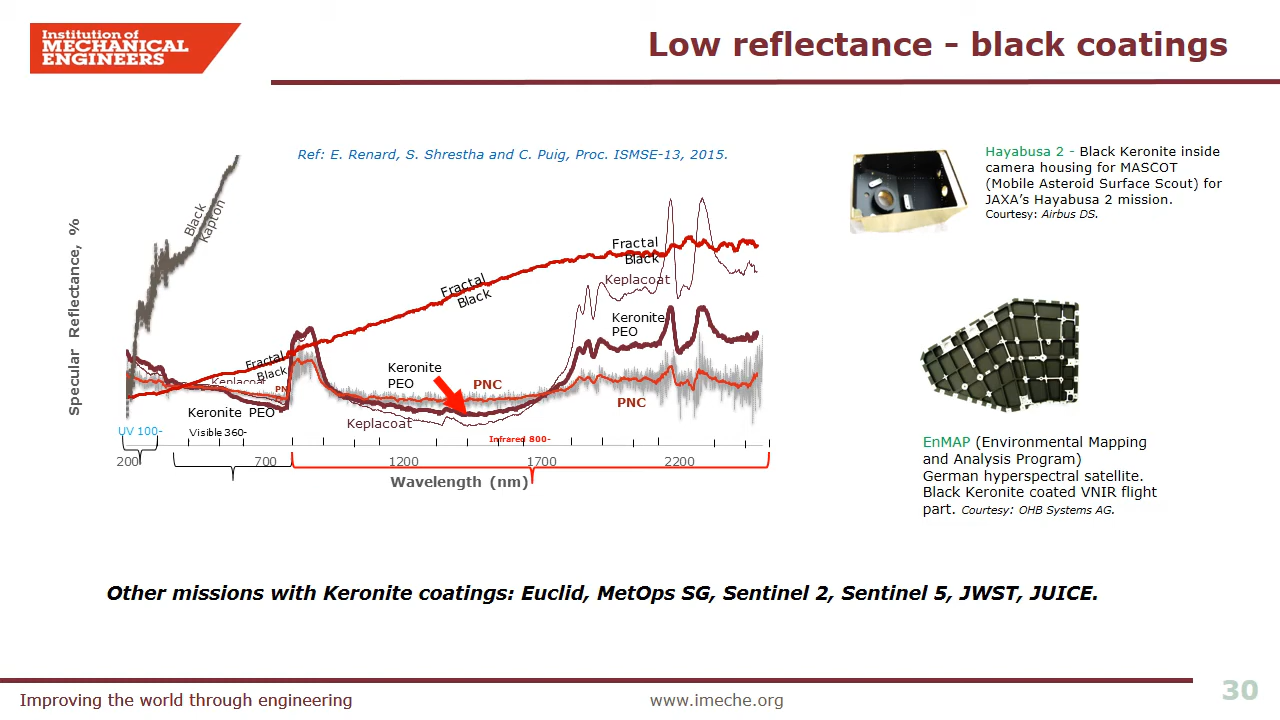 Institution of
MECHANICAL
ENGINEERS
Low reflectance - black coatings
Ref: E. Renard, S. Shrestha and C. Puig, Proc. ISMSE-13, 2015.
Specular Reflectance, %
Black
Kapton
Fractal
Black
Keplacoat
Fractal
Black
Keronite
PEO
Fractal
Black
Keplacoat
PN
Keronite
PEO
PNC
PNC
Keronite PEO
Keplacoat
UV 100-
Visible 360-
Infrared 800-
200
700
1200
1700
2200
Wavelength (nm)
Hayabusa 2 - Black Keronite inside
camera housing for MASCOT
(Mobile Asteroid Surface Scout) for
JAXA’s Hayabusa 2 mission.
Courtesy: Airbus DS.
EnMAP (Environmental Mapping
and Analysis Program)
German hyperspectral satellite.
Black Keronite coated VNIR flight
part. Courtesy: OHB Systems AG.
Other missions with Keronite coatings: Euclid, MetOps SG, Sentinel 2, Sentinel 5, JWST, JUICE.
Improving the world through engineering
www.imeche.org
30